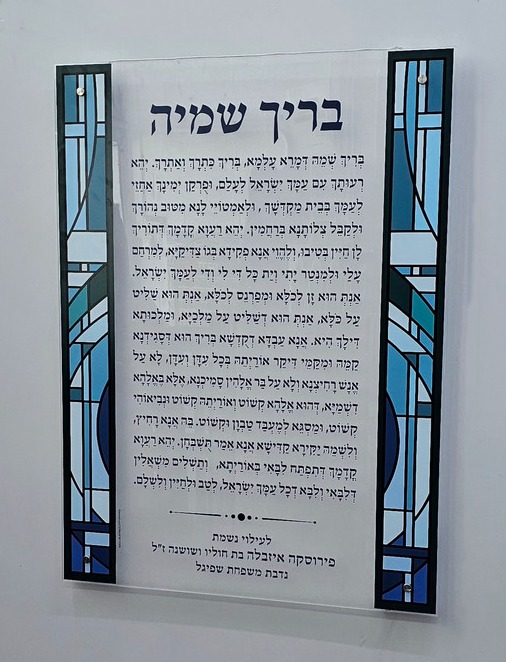 בריך שמיה
בְּרִיךְ שְׁמֵהּ דְּמָרֵא עָלְמָא, בְּרִיךְ כִּתְרָךְ וְאַתְרָךְ. יְהֵא
רְעוּתָךְ עִם עַמָּךְ יִשְׂרָאֵל לְעָלַם, וּפֻרְקַן יְמִינָךְ אַחֲזֵי
לְעַמָּךְ בְּבֵית מַקְדְּשָׁךְ, וּלְאַמְטוּיֵי לָנָא מִטּוּב נְהוֹרָךְ
וּלְקַבֵּל צְלוֹתָנָא בְּרַחֲמִין. יְהֵא רַעֲוָא קֳדָמָךְ דְּתוֹרִיךְ
לָן חַיִּין בְּטִיבוּ, וְלֶהֱוֵי אֲנָא פְקִידָא בְּגוֹ צַדִּיקַיָּא, לְמִרְחַם
עֲלַי וּלְמִנְטַר יָתִי וְיַת כָּל דִּי לִי וְדִי לְעַמָּךְ יִשְׂרָאֵל.
אַנְתְּ הוּא זָן לְכֹלָּא וּמְפַרְנֵס לְכֹלָּא, אַנְתְּ הוּא שַׁלִּיט
עַל כֹּלָּא, אַנְתְּ הוּא דְשַׁלִּיט עַל מַלְכַיָּא, וּמַלְכוּתָא
דִּילָךְ הִיא. אֲנָא עַבְדָּא דְקֻדְשָׁא בְּרִיךְ הוּא דְּסָגִידְנָא
קַמֵּהּ וּמִקַּמֵּי דִּיקַר אוֹרַיְתֵהּ בְּכָל עִדָּן וְעִדָּן. לָא עַל
אֱנָשׁ רָחִיצְנָא וְלָא עַל בַּר אֱלָהִין סָמִיכְנָא, אֶלָּא בֵּאלָהָא
דִשְׁמַיָּא, דְּהוּא אֱלָהָא קְשׁוֹט וְאוֹרַיְתֵהּ קְשׁוֹט וּנְבִיאוֹהִי
קְשׁוֹט, וּמַסְגֵּא לְמֶעְבַּד טַבְוָן וּקְשׁוֹט. בֵּהּ אֲנָא רָחִיץ,
וְלִשְׁמֵהּ יַקִּירָא קַדִּישָׁא אֲנָא אֵמַר תֻּשְׁבְּחָן. יְהֵא רַעֲוָא
קֳדָמָךְ דְּתִפְתַּח לִבָּאִי בְּאוֹרַיְתָא, וְתַשְׁלִים מִשְׁאֲלִין
דְּלִבָּאִי וְלִבָּא דְכָל עַמָּךְ יִשְׂרָאֵל, לְטַב וּלְחַיִּין וְלִשְׁלָם.
לעילוי נשמת
פירוסקה איזבלה בת חוליו ושושנה ז"ל
נדבת משפחת שפיגל